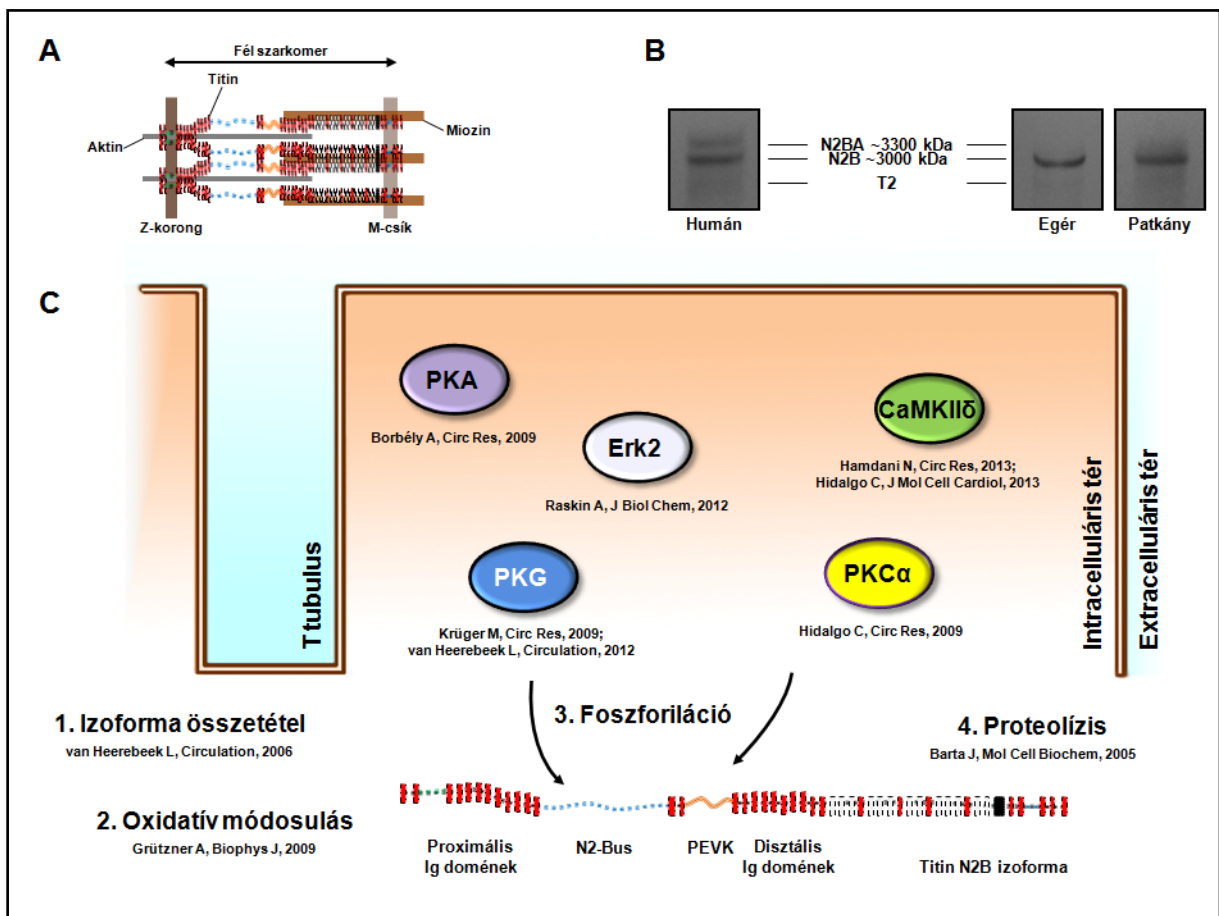 A
Fél szarkomer
Titin
Aktin
Miozin
Z-korong
M-csík
B
N2BA ~3300 kDa
N2B ~3000 kDa
T2
Humán
Egér
Patkány
C
PKA
Borbély A, Circ Res, 2009
Erk2
Raskin A, J Biol Chem, 2012
CaMKIIδ
Hamdani N, Circ Res, 2013;
Hidalgo C, J Mol Cell Cardiol, 2013
PKG
Krüger M, Circ Res, 2009;
van Heerebeek L, Circulation, 2012
PKCα
Hidalgo C, Circ Res, 2009
T tubulus
Intracelluláris tér
Extracelluláris tér
1. Izoforma összetétel
van Heerebeek L, Circulation, 2006
3. Foszforiláció
4. Proteolízis
Barta J, Mol Cell Biochem, 2005
2. Oxidatív módosulás
Grützner A, Biophys J, 2009
Proximális
Ig domének
N2-Bus
PEVK
Disztális
Ig domének
Titin N2B izoforma